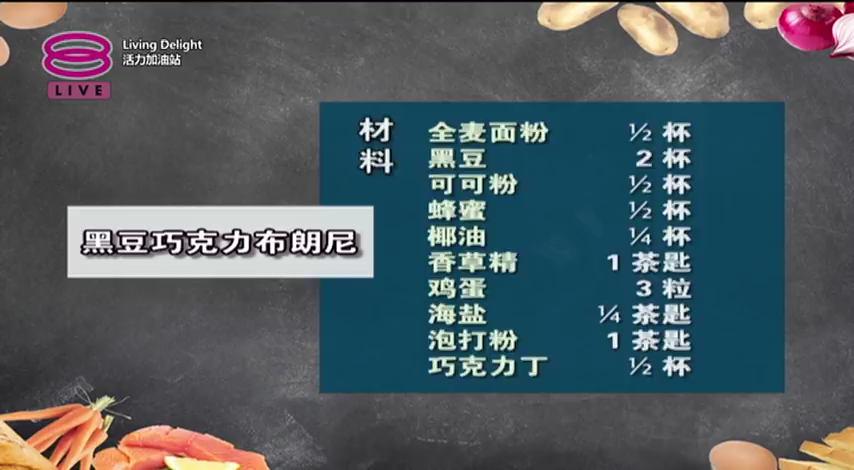 Living Delight
活力加油站
LIVE
黑豆巧克力布朗尼
材料
全麦面粉 ½ 杯
黑豆 2 杯
可可粉 ½ 杯
蜂蜜 ½ 杯
椰油 ¼ 杯
香草精 1 茶匙
鸡蛋 3 粒
海盐 ¼ 茶匙
泡打粉 1 茶匙
巧克力丁 ½ 杯